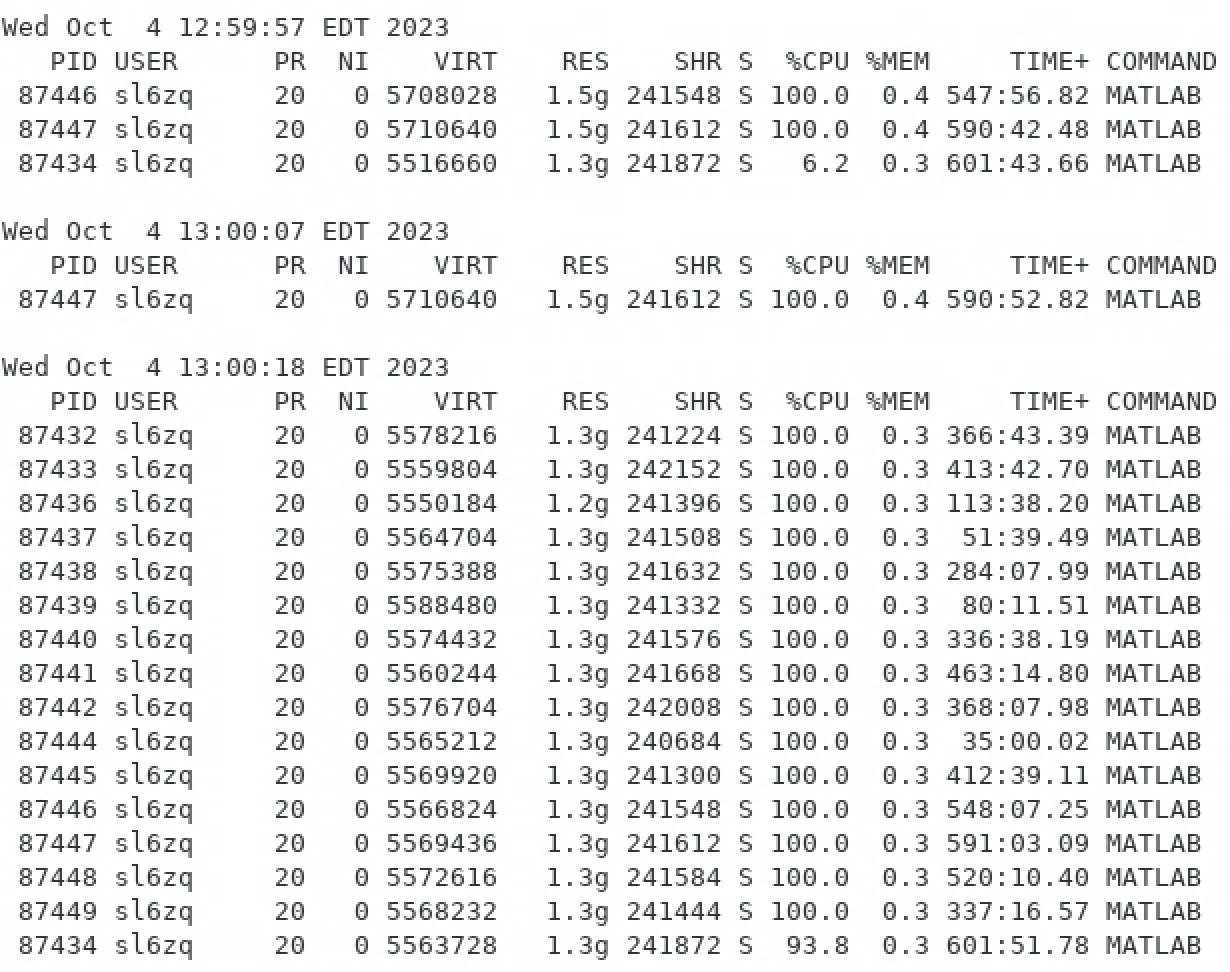 Wed Oct  4 12:59:57 EDT 2023
   PID USER      PR  NI    VIRT    RES    SHR S  %CPU %MEM     TIME+ COMMAND
 87446 sl6zq     20   0 5708028   1.5g 241548 S 100.0  0.4 547:56.82 MATLAB
 87447 sl6zq     20   0 5710640   1.5g 241612 S 100.0  0.4 590:42.48 MATLAB
 87434 sl6zq     20   0 5516660   1.3g 241872 S   6.2  0.3 601:43.66 MATLAB

Wed Oct  4 13:00:07 EDT 2023
   PID USER      PR  NI    VIRT    RES    SHR S  %CPU %MEM     TIME+ COMMAND
 87447 sl6zq     20   0 5710640   1.5g 241612 S 100.0  0.4 590:52.82 MATLAB

Wed Oct  4 13:00:18 EDT 2023
   PID USER      PR  NI    VIRT    RES    SHR S  %CPU %MEM     TIME+ COMMAND
 87432 sl6zq     20   0 5578216   1.3g 241224 S 100.0  0.3 366:43.39 MATLAB
 87433 sl6zq     20   0 5559804   1.3g 242152 S 100.0  0.3 413:42.70 MATLAB
 87436 sl6zq     20   0 5550184   1.2g 241396 S 100.0  0.3 113:38.20 MATLAB
 87437 sl6zq     20   0 5564704   1.3g 241508 S 100.0  0.3  51:39.49 MATLAB
 87438 sl6zq     20   0 5575388   1.3g 241632 S 100.0  0.3 284:07.99 MATLAB
 87439 sl6zq     20   0 5588480   1.3g 241332 S 100.0  0.3  80:11.51 MATLAB
 87440 sl6zq     20   0 5574432   1.3g 241576 S 100.0  0.3 336:38.19 MATLAB
 87441 sl6zq     20   0 5560244   1.3g 241668 S 100.0  0.3 463:14.80 MATLAB
 87442 sl6zq     20   0 5576704   1.3g 242008 S 100.0  0.3 368:07.98 MATLAB
 87444 sl6zq     20   0 5565212   1.3g 240684 S 100.0  0.3  35:00.02 MATLAB
 87445 sl6zq     20   0 5569920   1.3g 241300 S 100.0  0.3 412:39.11 MATLAB
 87446 sl6zq     20   0 5566824   1.3g 241548 S 100.0  0.3 548:07.25 MATLAB
 87447 sl6zq     20   0 5569436   1.3g 241612 S 100.0  0.3 591:03.09 MATLAB
 87448 sl6zq     20   0 5572616   1.3g 241584 S 100.0  0.3 520:10.40 MATLAB
 87449 sl6zq     20   0 5568232   1.3g 241444 S 100.0  0.3 337:16.57 MATLAB
 87434 sl6zq     20   0 5563728   1.3g 241872 S  93.8  0.3 601:51.78 MATLAB